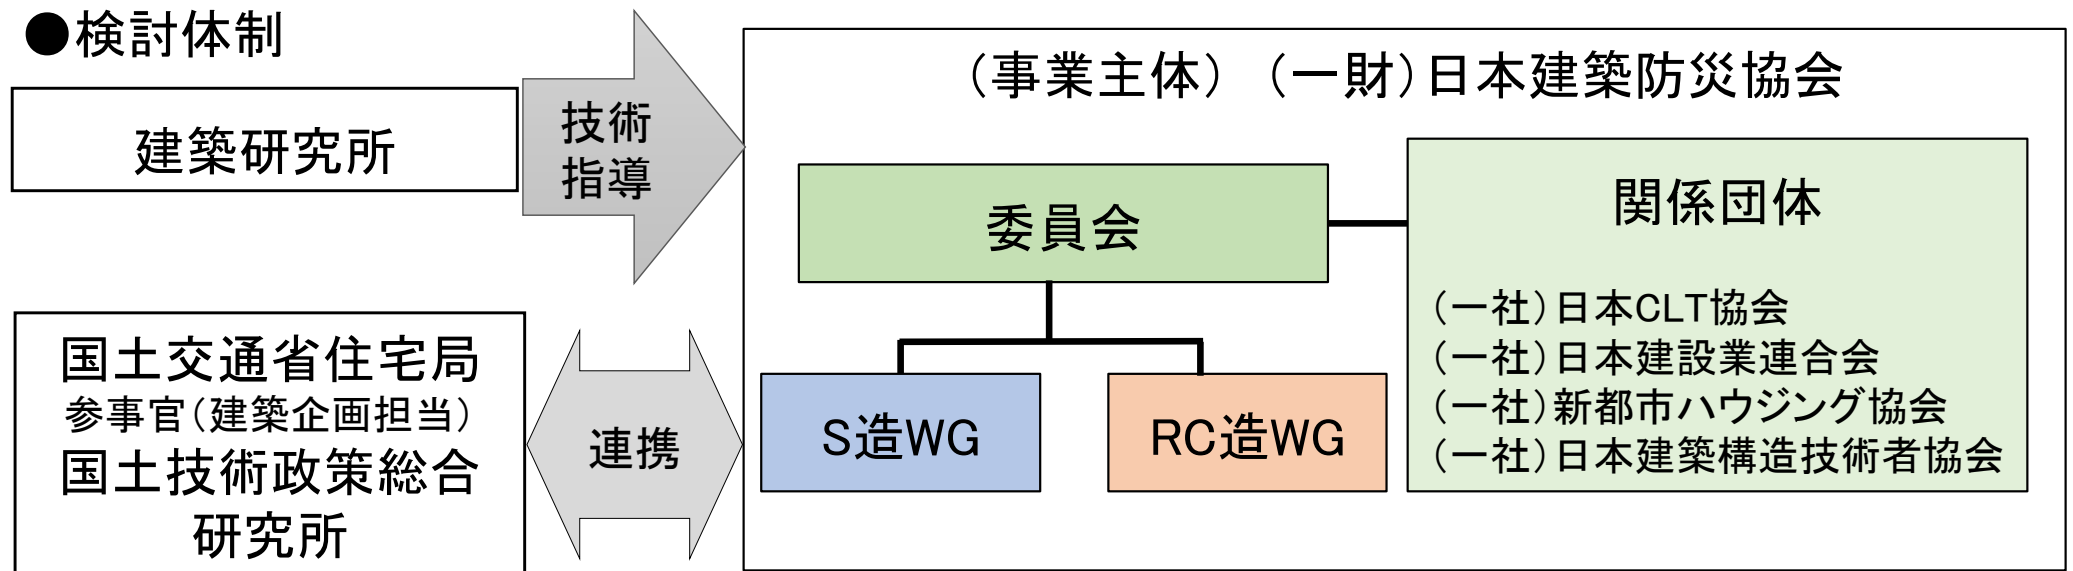 ●検討体制
建築研究所
技術
指導
国土交通省住宅局
参事官(建築企画担当)
国土技術政策総合
研究所
連携
(事業主体) (一財)日本建築防災協会
委員会
S造WG
RC造WG
関係団体
(一社)日本CLT協会
(一社)日本建設業連合会
(一社)新都市ハウジング協会
(一社)日本建築構造技術者協会